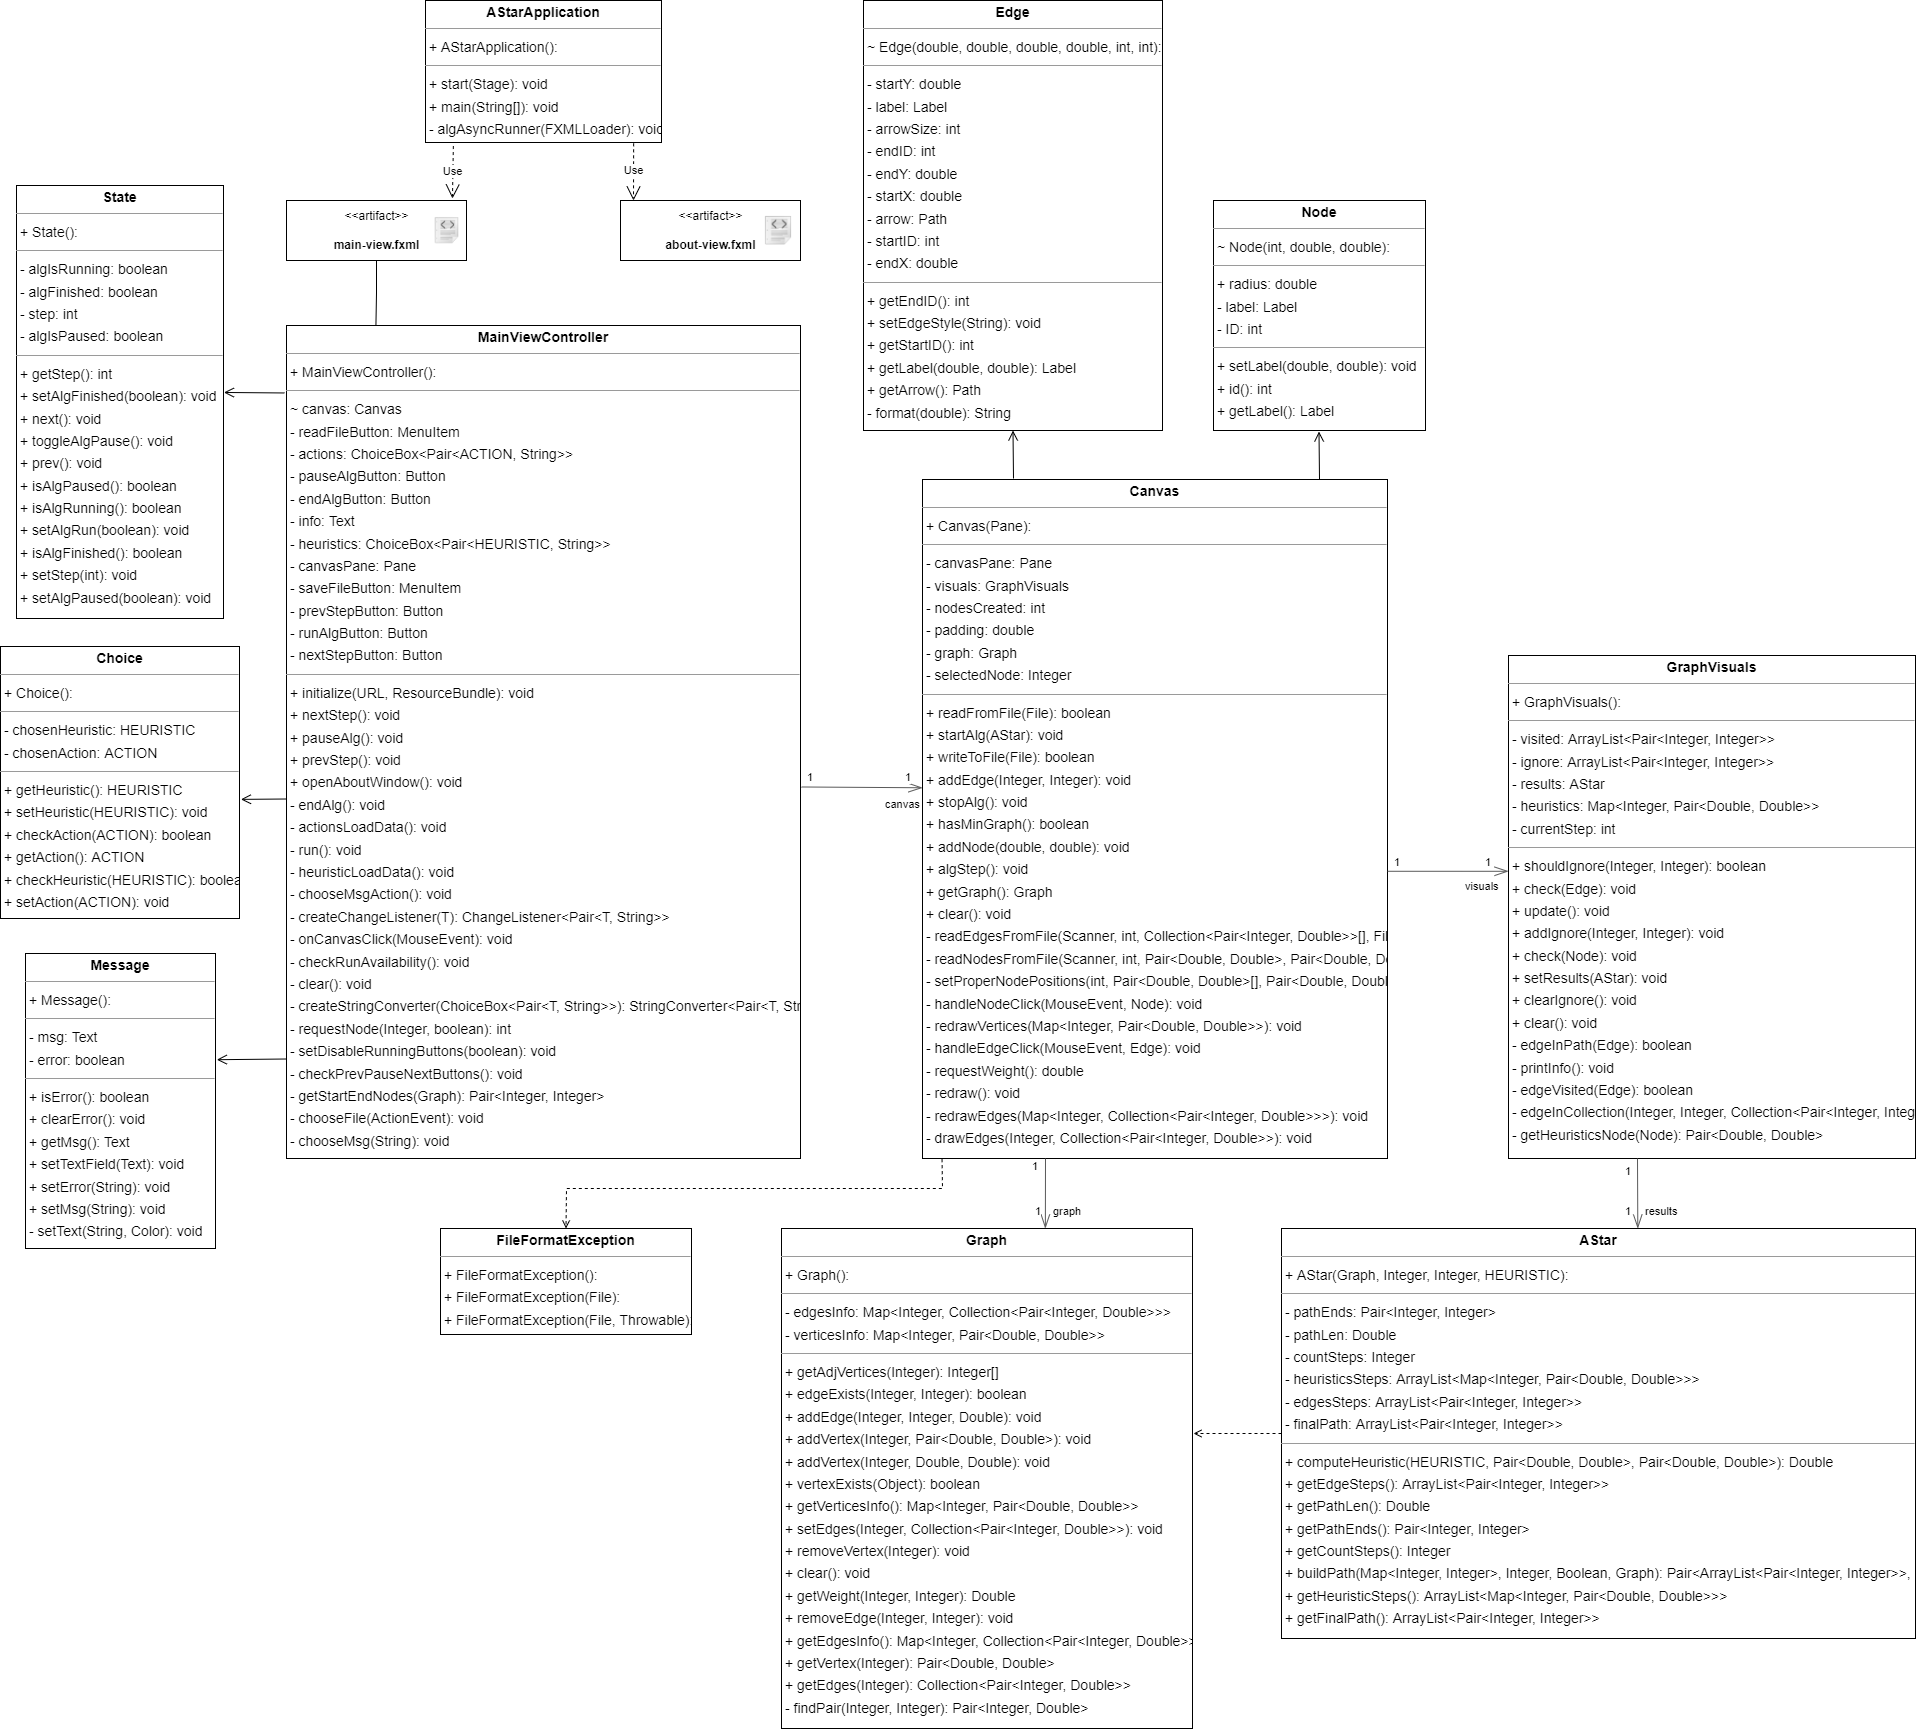 AStarApplication
+ AStarApplication():
+ start(Stage): void
+ main(String[]): void
- algAsyncRunner(FXMLLoader): void
Use
Use
<<artifact>>
main-view.fxml
<<artifact>>
about-view.fxml
Edge
~ Edge(double, double, double, double, int, int):
- startY: double
- label: Label
- arrowSize: int
- endID: int
- endY: double
- startX: double
- arrow: Path
- startID: int
- endX: double
+ getEndID(): int
+ setEdgeStyle(String): void
+ getStartID(): int
+ getLabel(double, double): Label
+ getArrow(): Path
- format(double): String
Node
~ Node(int, double, double):
+ radius: double
- label: Label
- ID: int
+ setLabel(double, double): void
+ id(): int
+ getLabel(): Label
State
+ State():
- algIsRunning: boolean
- algFinished: boolean
- step: int
- algIsPaused: boolean
+ getStep(): int
+ setAlgFinished(boolean): void
+ next(): void
+ toggleAlgPause(): void
+ prev(): void
+ isAlgPaused(): boolean
+ isAlgRunning(): boolean
+ setAlgRun(boolean): void
+ isAlgFinished(): boolean
+ setStep(int): void
+ setAlgPaused(boolean): void
Choice
+ Choice():
- chosenHeuristic: HEURISTIC
- chosenAction: ACTION
+ getHeuristic(): HEURISTIC
+ setHeuristic(HEURISTIC): void
+ checkAction(ACTION): boolean
+ getAction(): ACTION
+ checkHeuristic(HEURISTIC): boolea
+ setAction(ACTION): void
Message
+ Message():
- msg: Text
- error: boolean
+ isError(): boolean
+ clearError(): void
+ getMsg(): Text
+ setTextField(Text): void
+ setError(String): void
+ setMsg(String): void
- setText(String, Color): void
MainViewController
+ MainViewController():
~ canvas: Canvas
- readFileButton: MenuItem
- actions: ChoiceBox<Pair<ACTION, String>>
- pauseAlgButton: Button
- endAlgButton: Button
- info: Text
- heuristics: ChoiceBox<Pair<HEURISTIC, String>>
- canvasPane: Pane
- saveFileButton: MenuItem
- prevStepButton: Button
- runAlgButton: Button
- nextStepButton: Button
+ initialize(URL, ResourceBundle): void
+ nextStep(): void
+ pauseAlg(): void
+ prevStep(): void
+ openAboutWindow(): void
- endAlg(): void
- actionsLoadData(): void
- run(): void
- heuristicLoadData(): void
- chooseMsgAction(): void
- createChangeListener(T): ChangeListener<Pair<T, String>>
- onCanvasClick(MouseEvent): void
- checkRunAvailability(): void
- clear(): void
- createStringConverter(ChoiceBox<Pair<T, String>>): StringConverter<Pair<T, Str
- requestNode(Integer, boolean): int
- setDisableRunningButtons(boolean): void
- checkPrevPauseNextButtons(): void
- getStartEndNodes(Graph): Pair<Integer, Integer>
- chooseFile(ActionEvent): void
- chooseMsg(String): void
1
1
canvas
Canvas
+ Canvas(Pane):
- canvasPane: Pane
- visuals: GraphVisuals
- nodesCreated: int
- padding: double
- graph: Graph
- selectedNode: Integer
+ readFromFile(File): boolean
+ startAlg(AStar): void
+ writeToFile(File): boolean
+ addEdge(Integer, Integer): void
+ stopAlg(): void
+ hasMinGraph(): boolean
+ addNode(double, double): void
+ algStep(): void
+ getGraph(): Graph
+ clear(): void
- readEdgesFromFile(Scanner, int, Collection<Pair<Integer, Double>>[], Fil
- readNodesFromFile(Scanner, int, Pair<Double, Double>, Pair<Double, D
- setProperNodePositions(int, Pair<Double, Double>[], Pair<Double, Doubl
- handleNodeClick(MouseEvent, Node): void
- redrawVertices(Map<Integer, Pair<Double, Double>>): void
- handleEdgeClick(MouseEvent, Edge): void
- requestWeight(): double
- redraw(): void
- redrawEdges(Map<Integer, Collection<Pair<Integer, Double>>>): void
- drawEdges(Integer, Collection<Pair<Integer, Double>>): void
1
1
visuals
GraphVisuals
+ GraphVisuals():
- visited: ArrayList<Pair<Integer, Integer>>
- ignore: ArrayList<Pair<Integer, Integer>>
- results: AStar
- heuristics: Map<Integer, Pair<Double, Double>>
- currentStep: int
+ shouldIgnore(Integer, Integer): boolean
+ check(Edge): void
+ update(): void
+ addIgnore(Integer, Integer): void
+ check(Node): void
+ setResults(AStar): void
+ clearIgnore(): void
+ clear(): void
- edgeInPath(Edge): boolean
- printInfo(): void
- edgeVisited(Edge): boolean
- edgeInCollection(Integer, Integer, Collection<Pair<Integer, Integ
- getHeuristicsNode(Node): Pair<Double, Double>
1
1
graph
1
1
results
FileFormatException
+ FileFormatException():
+ FileFormatException(File):
+ FileFormatException(File, Throwable)
Graph
+ Graph():
- edgesInfo: Map<Integer, Collection<Pair<Integer, Double>>>
- verticesInfo: Map<Integer, Pair<Double, Double>>
+ getAdjVertices(Integer): Integer[]
+ edgeExists(Integer, Integer): boolean
+ addEdge(Integer, Integer, Double): void
+ addVertex(Integer, Pair<Double, Double>): void
+ addVertex(Integer, Double, Double): void
+ vertexExists(Object): boolean
+ getVerticesInfo(): Map<Integer, Pair<Double, Double>>
+ setEdges(Integer, Collection<Pair<Integer, Double>>): void
+ removeVertex(Integer): void
+ clear(): void
+ getWeight(Integer, Integer): Double
+ removeEdge(Integer, Integer): void
+ getEdgesInfo(): Map<Integer, Collection<Pair<Integer, Double>>
+ getVertex(Integer): Pair<Double, Double>
+ getEdges(Integer): Collection<Pair<Integer, Double>>
- findPair(Integer, Integer): Pair<Integer, Double>
AStar
+ AStar(Graph, Integer, Integer, HEURISTIC):
- pathEnds: Pair<Integer, Integer>
- pathLen: Double
- countSteps: Integer
- heuristicsSteps: ArrayList<Map<Integer, Pair<Double, Double>>>
- edgesSteps: ArrayList<Pair<Integer, Integer>>
- finalPath: ArrayList<Pair<Integer, Integer>>
+ computeHeuristic(HEURISTIC, Pair<Double, Double>, Pair<Double, Double>): Double
+ getEdgeSteps(): ArrayList<Pair<Integer, Integer>>
+ getPathLen(): Double
+ getPathEnds(): Pair<Integer, Integer>
+ getCountSteps(): Integer
+ buildPath(Map<Integer, Integer>, Integer, Boolean, Graph): Pair<ArrayList<Pair<Integer, Integer>>,
+ getHeuristicSteps(): ArrayList<Map<Integer, Pair<Double, Double>>>
+ getFinalPath(): ArrayList<Pair<Integer, Integer>>